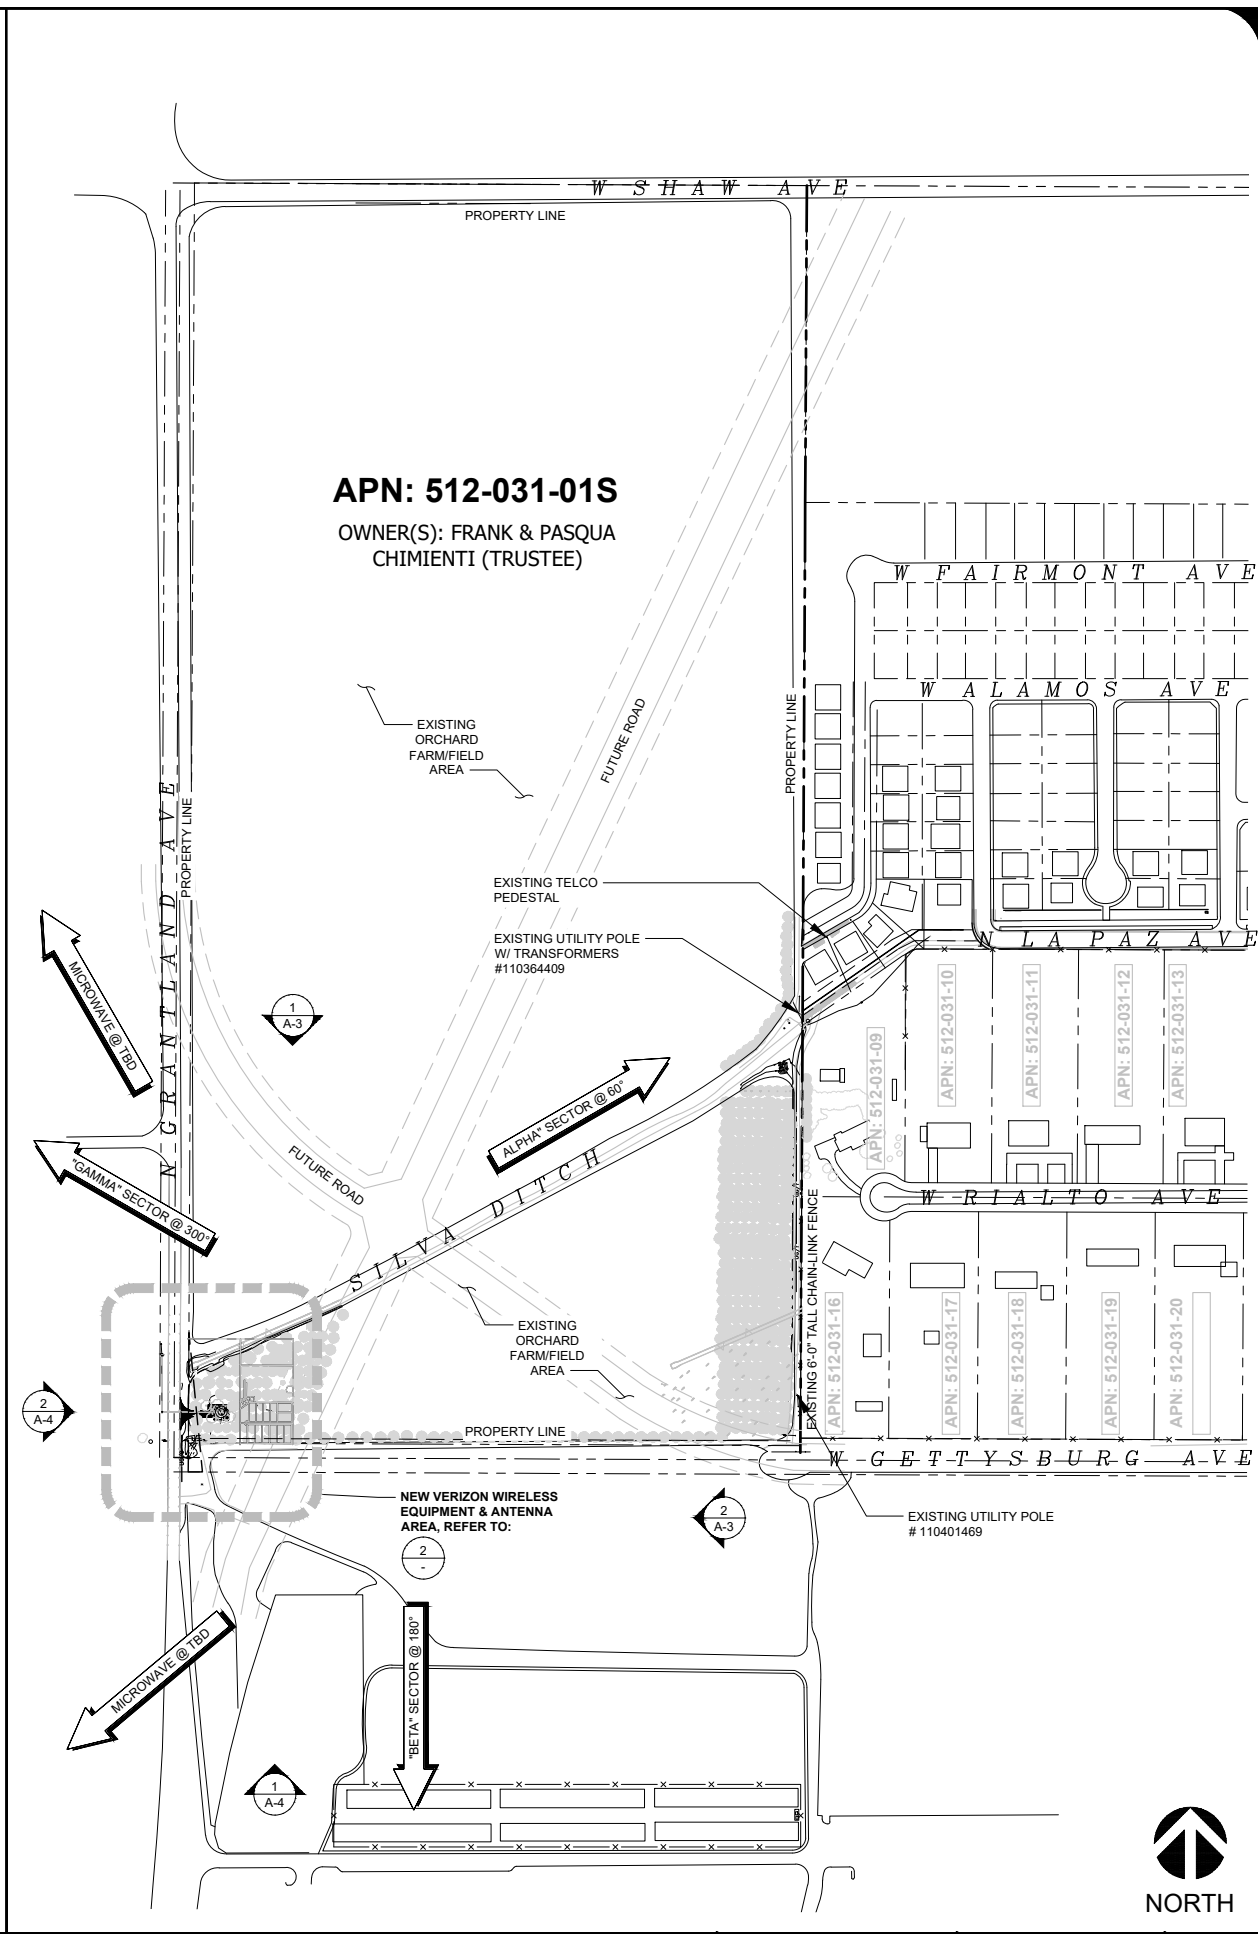 W SHAW AVE
PROPERTY LINE
APN: 512-031-01S
OWNER(S): FRANK & PASQUA
CHIMIENTI (TRUSTEE)
W FAIRMONT AVE
W ALAMOS AVE
PROPERTY LINE
FUTURE ROAD
EXISTING
ORCHARD
FARM/FIELD
AREA
N GRANTLAND AVE
PROPERTY LINE
EXISTING TELCO
PEDESTAL
EXISTING UTILITY POLE
W/ TRANSFORMERS
#110364409
N LA PAZ AVE
MICROWAVE @ TBD
1
A-3
APN: 512-031-09
APN: 512-031-10
APN: 512-031-11
APN: 512-031-12
APN: 512-031-13
ALPHA" SECTOR @ 60°
"GAMMA" SECTOR @ 300°
FUTURE ROAD
SILVA DITCH
W RIALTO AVE
EXISTING 6'-0" TALL CHAIN-LINK FENCE
EXISTING
ORCHARD
FARM/FIELD
AREA
APN: 512-031-16
APN: 512-031-17
APN: 512-031-18
APN: 512-031-19
APN: 512-031-20
2
A-4
PROPERTY LINE
W GETTYSBURG AVE
NEW VERIZON WIRELESS
EQUIPMENT & ANTENNA
AREA, REFER TO:
2
-
2
A-3
EXISTING UTILITY POLE
# 110401469
MICROWAVE @ TBD
"BETA" SECTOR @ 180°
1
A-4
NORTH